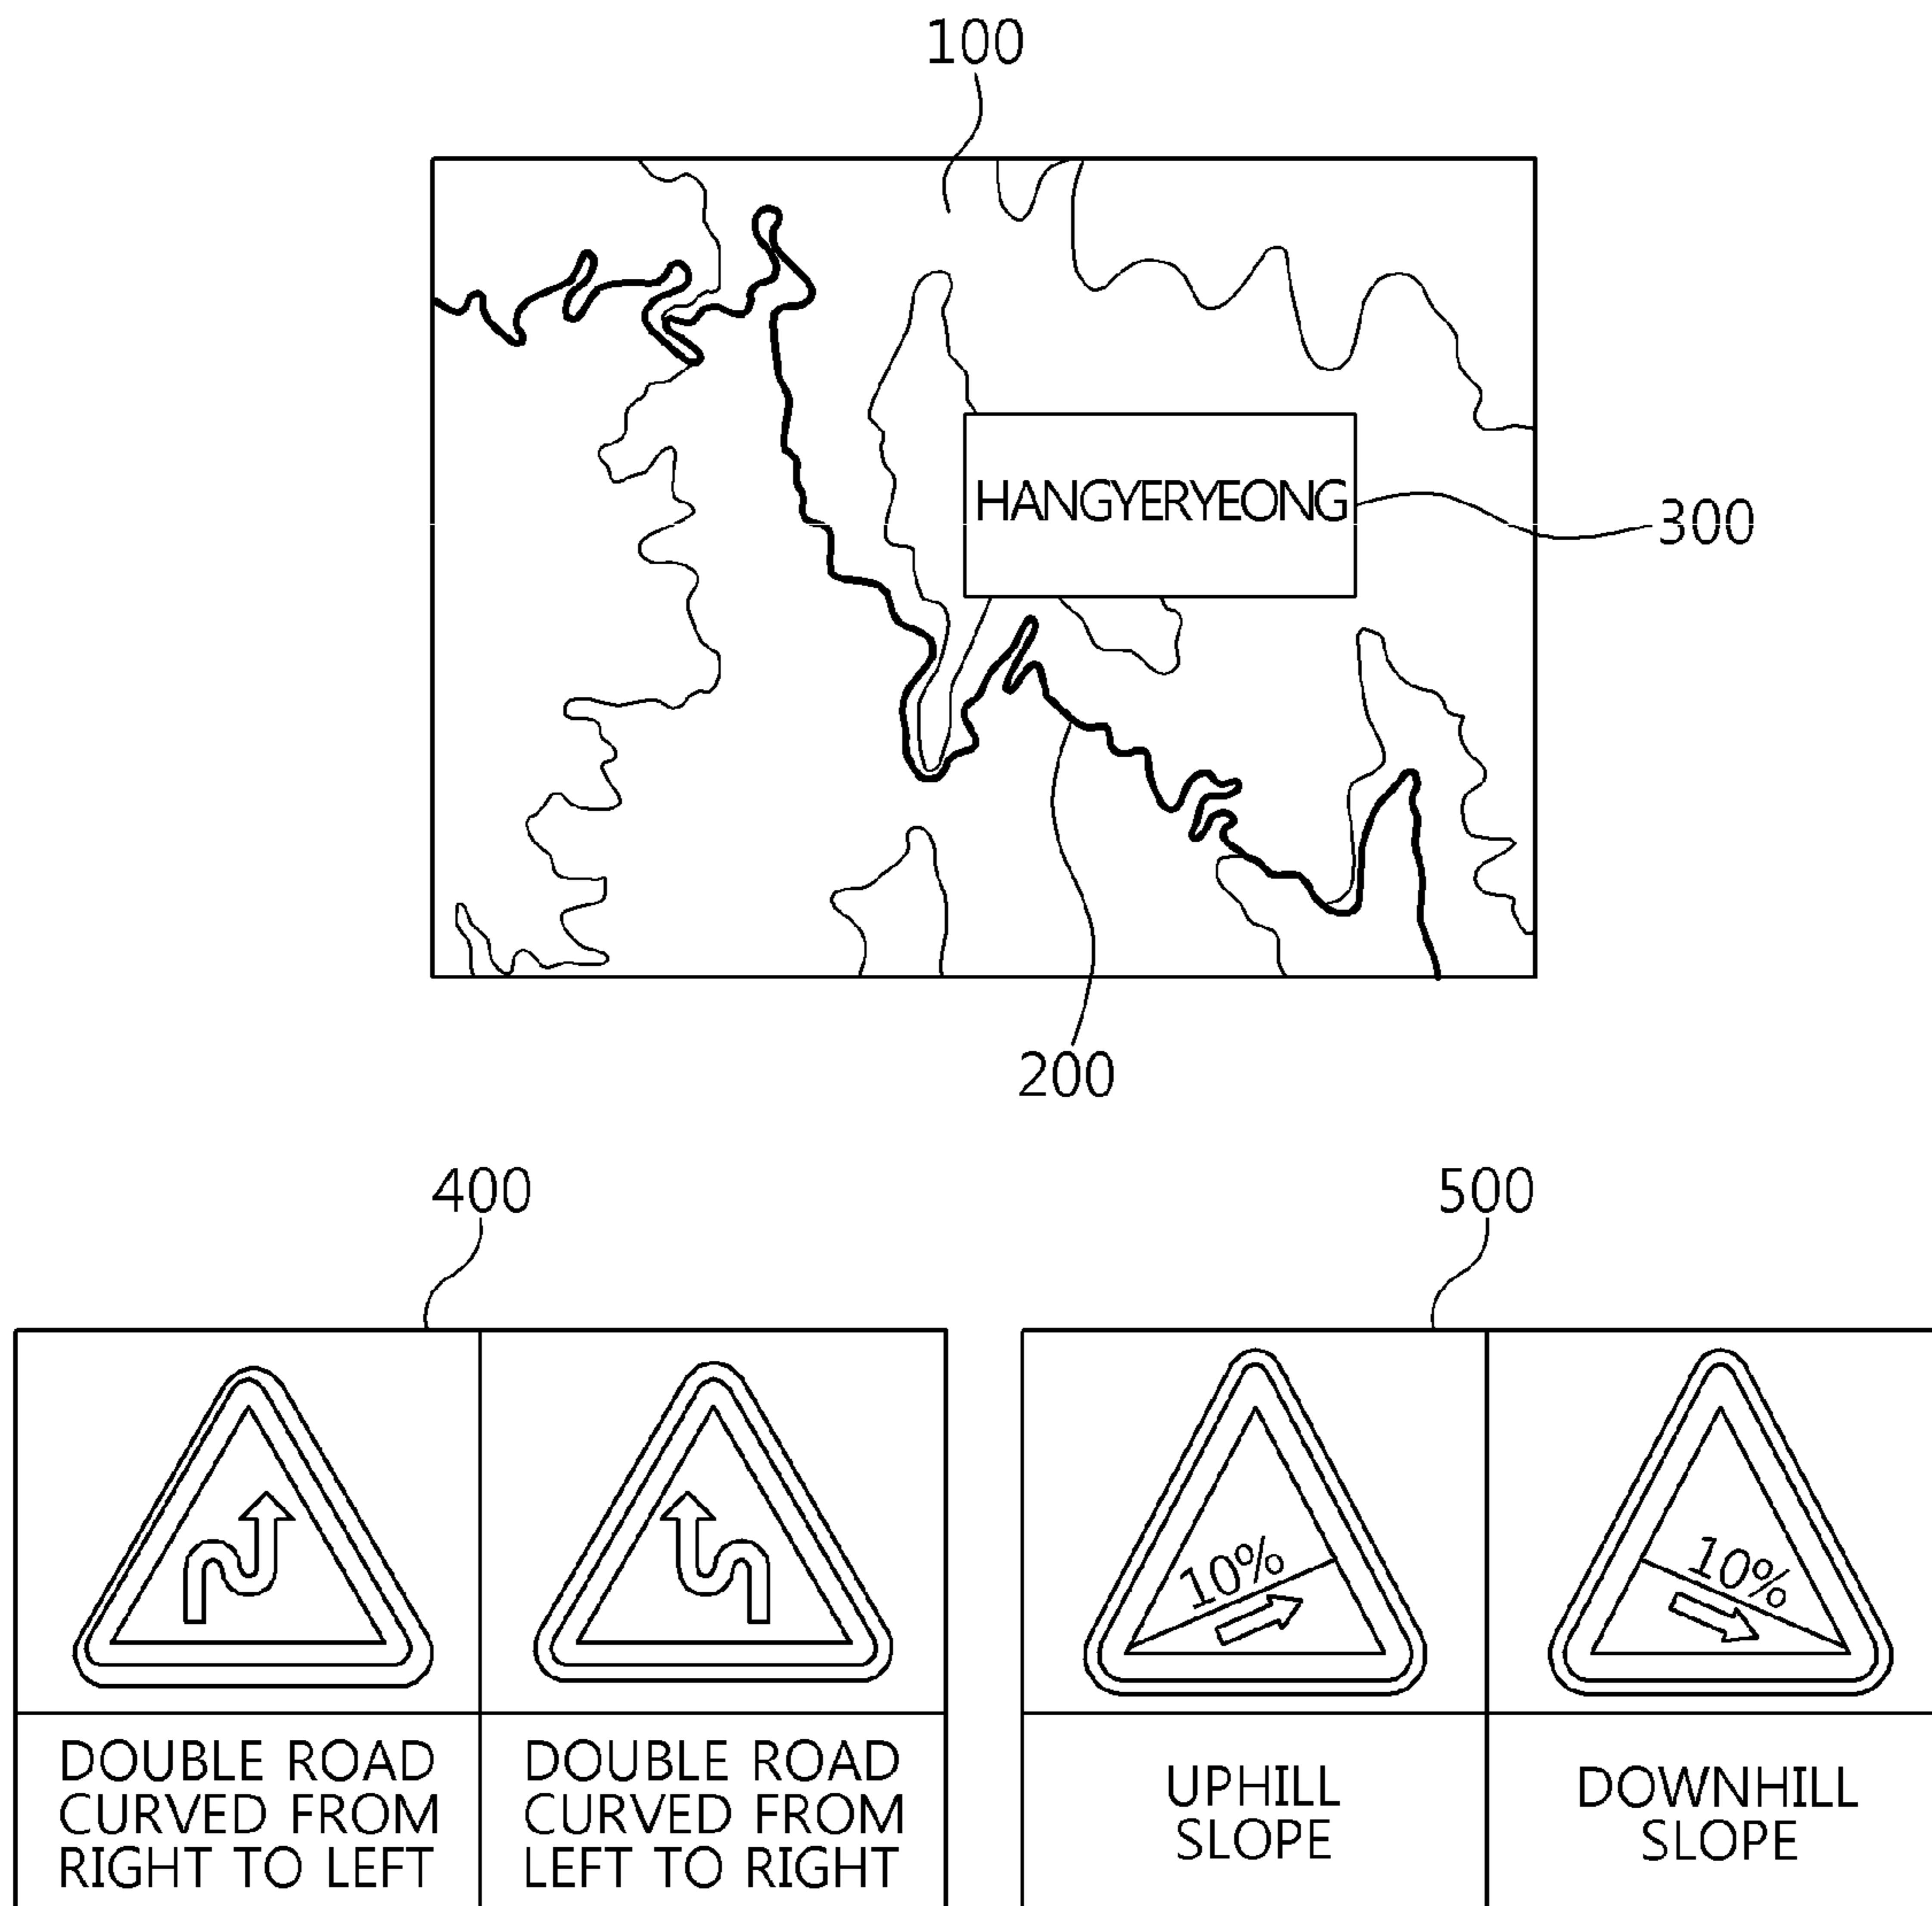 100
HANGYERYEONG
300
200
400
500
10%
10%
DOUBLE ROAD
CURVED FROM
RIGHT TO LEFT
DOUBLE ROAD
CURVED FROM
LEFT TO RIGHT
UPHILL
SLOPE
DOWNHILL
SLOPE